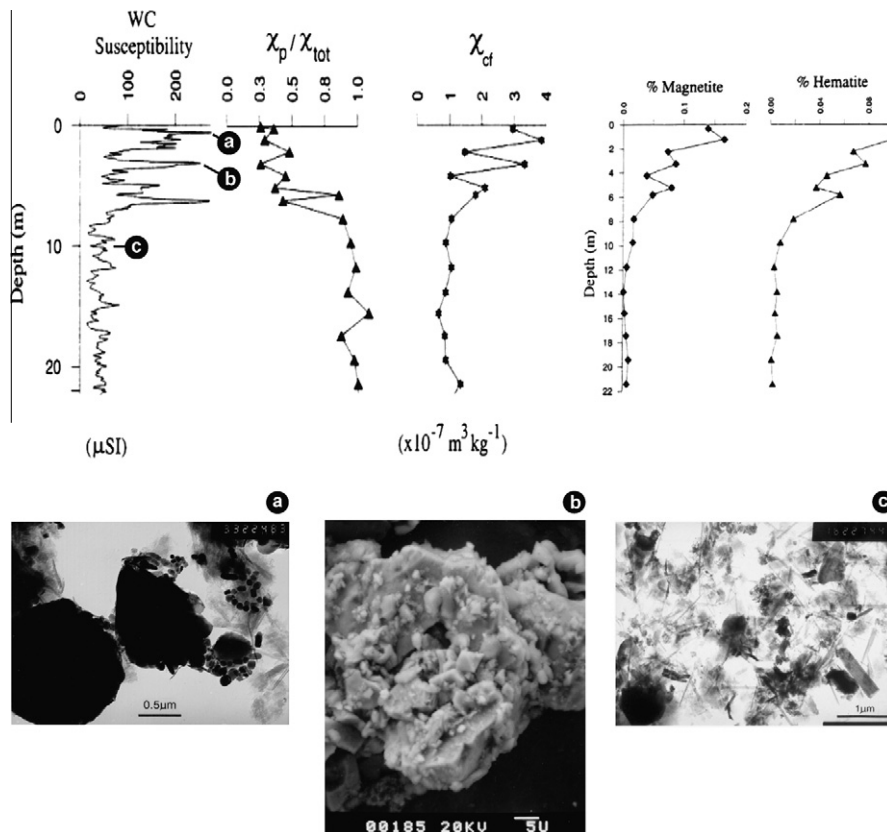 WC
Susceptibility
100 200
χp / χtot
0.0 0.3 0.5 0.8 1.0
χcf
0 1 2 3 4
% Magnetite
0.0 0.1 0.2
% Hematite
0.00 0.04 0.08
Depth (m)
0
10
20
a
b
c
Depth (m)
0
2
4
6
8
10
12
14
16
18
20
22
(μSI)
(x10⁻⁷ m³ kg⁻¹)
a
b
c
0.5μm
00185 20KV 5U
1μm